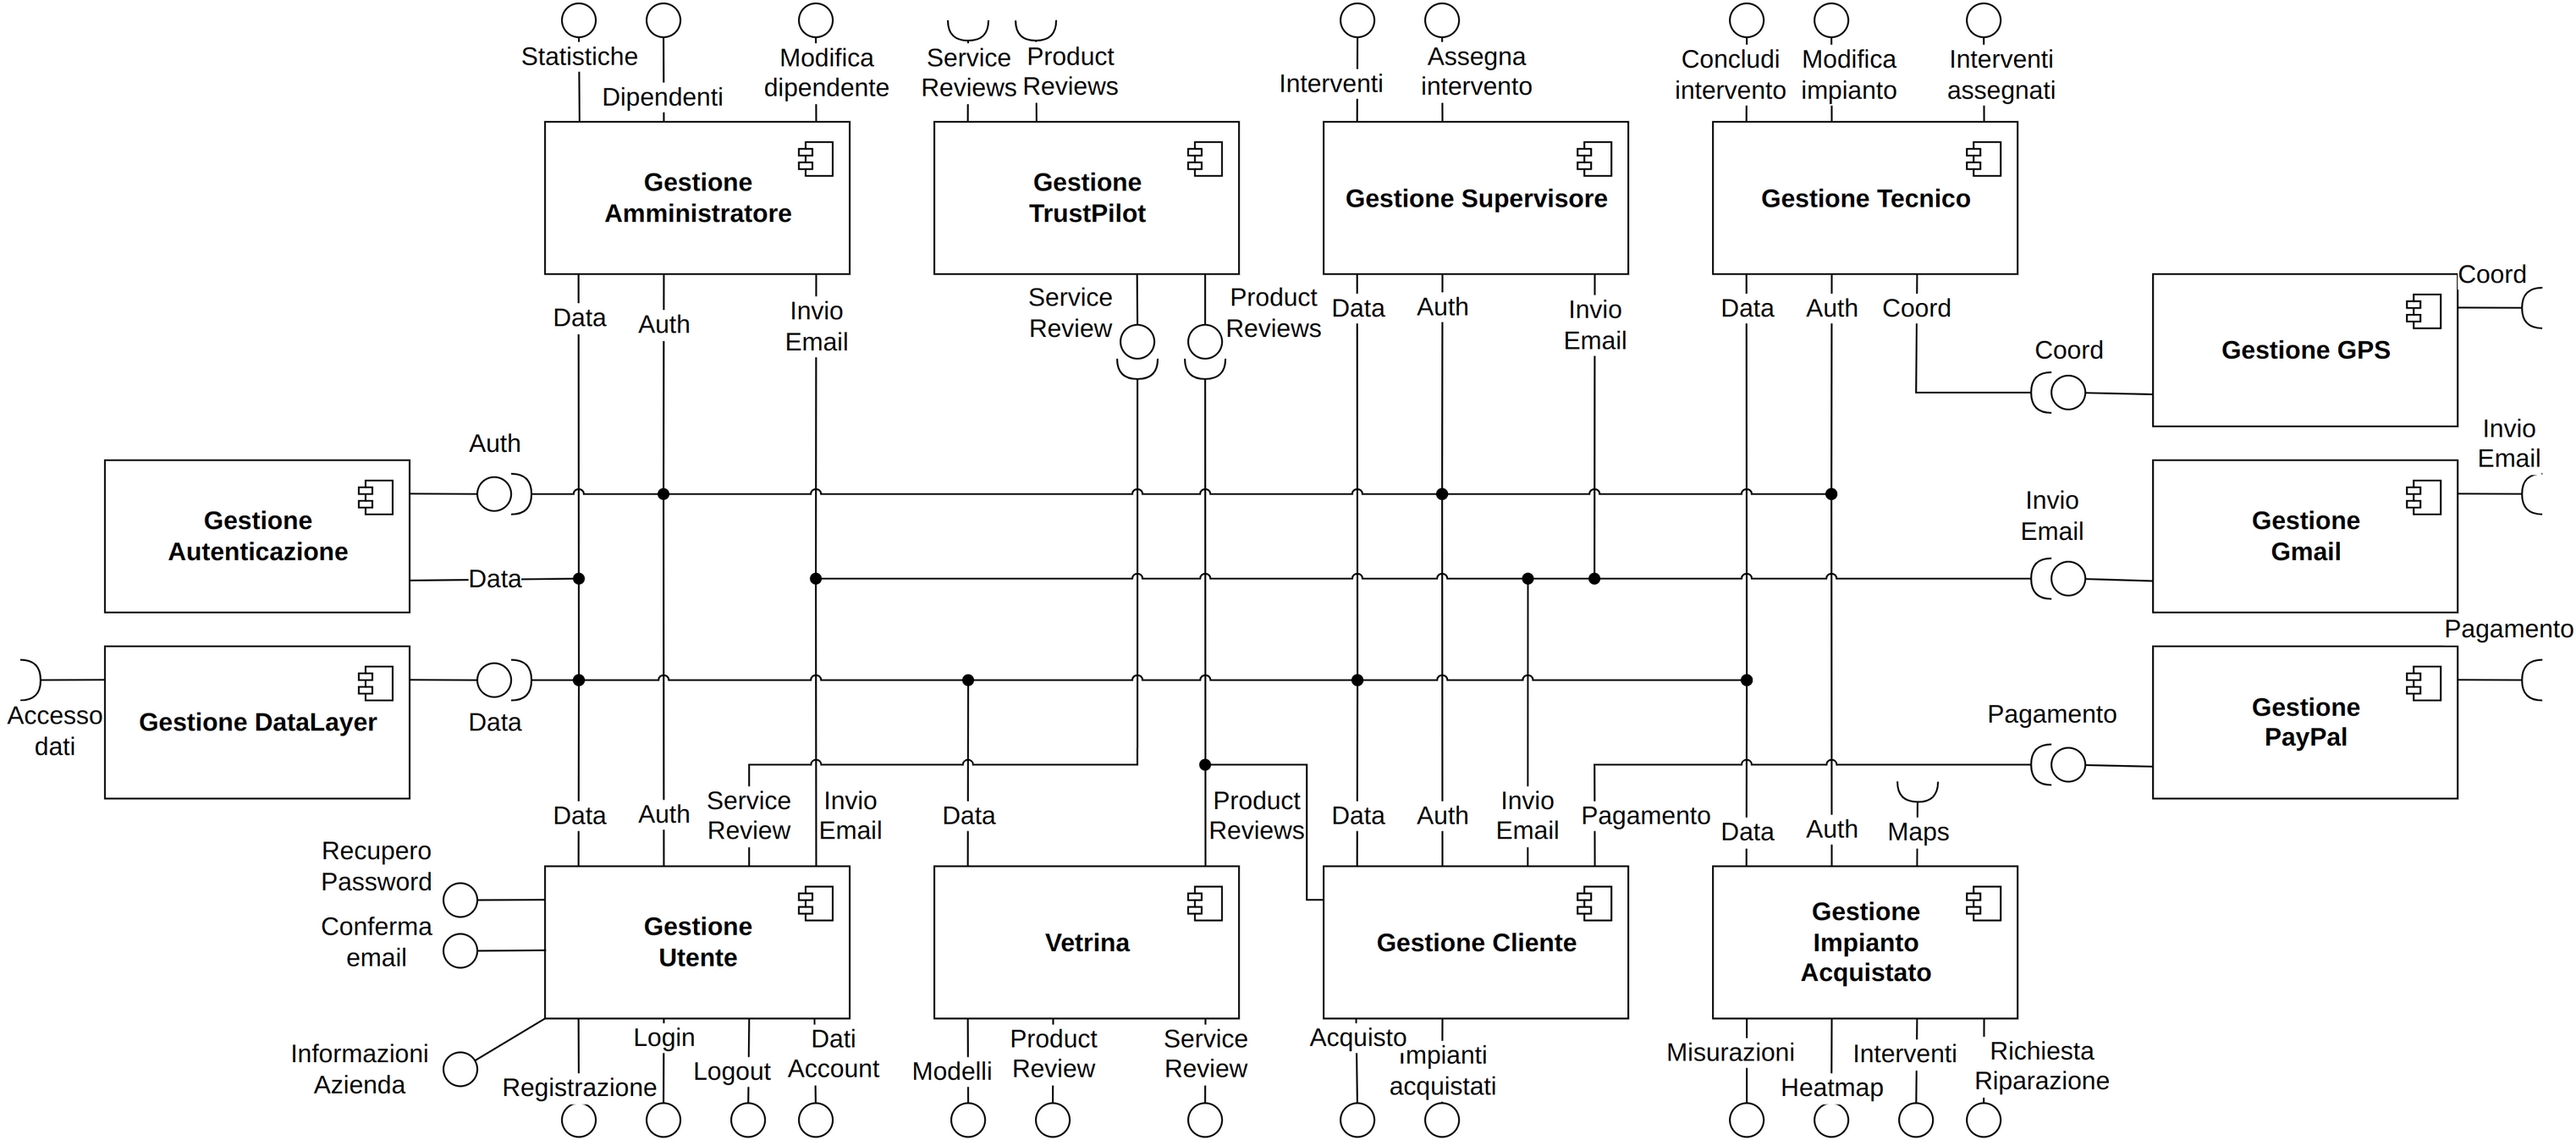 Statistiche
Dipendenti
Modifica
dipendente
Service
Reviews
Product
Reviews
Interventi
Assegna
intervento
Concludi
intervento
Modifica
impianto
Interventi
assegnati
Gestione
Amministratore
Gestione
TrustPilot
Gestione Supervisore
Gestione Tecnico
Data
Auth
Invio
Email
Service
Review
Product
Reviews
Data
Auth
Invio
Email
Data
Auth
Coord
Coord
Coord
Gestione GPS
Auth
Gestione
Autenticazione
Data
Invio
Email
Invio
Email
Gestione
Gmail
Accesso
dati
Gestione DataLayer
Data
Pagamento
Pagamento
Gestione
PayPal
Data
Auth
Service
Review
Invio
Email
Data
Product
Reviews
Data
Auth
Invio
Email
Pagamento
Data
Auth
Maps
Recupero
Password
Conferma
email
Informazioni
Azienda
Gestione
Utente
Vetrina
Gestione Cliente
Gestione
Impianto
Acquistato
Registrazione
Login
Logout
Dati
Account
Modelli
Product
Review
Service
Review
Acquisto
Impianti
acquistati
Misurazioni
Heatmap
Interventi
Richiesta
Riparazione